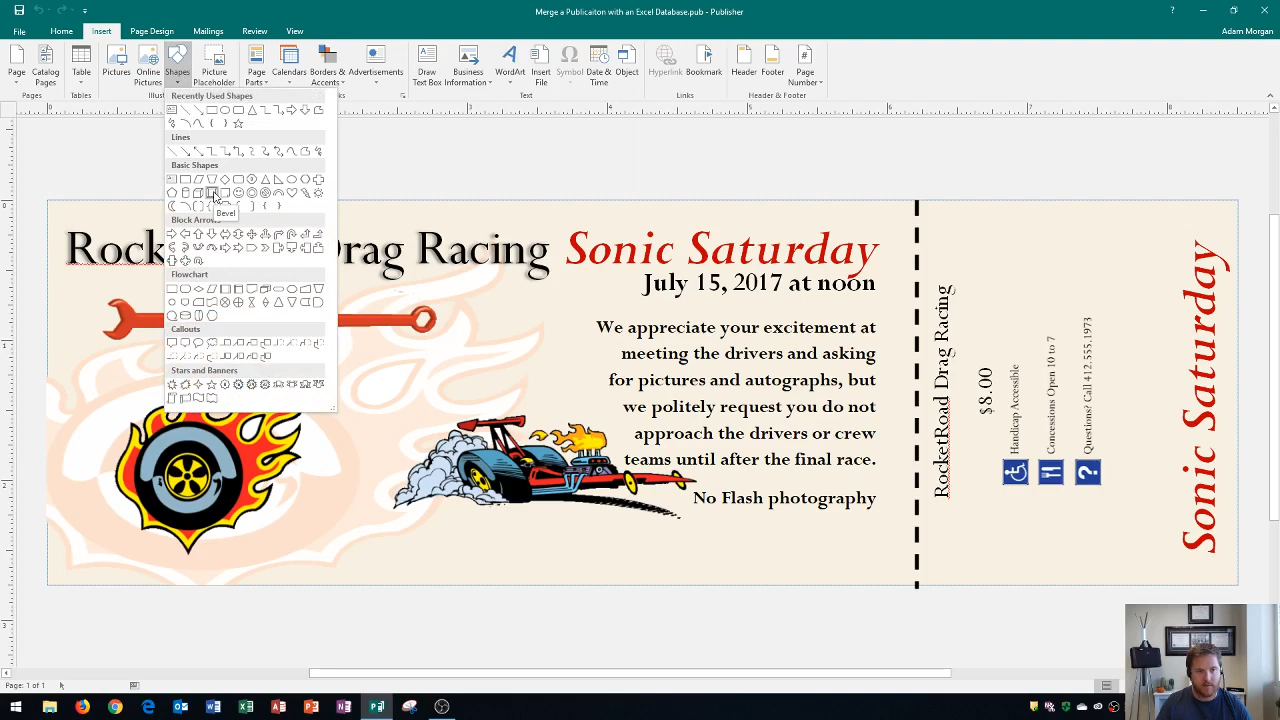 Merge a Publicaiton with an Excel Database.pub - Publisher
?
File Home Insert Page Design Mailings Review View
Adam Morgan
Page Catalog Pages Table Pictures Online Pictures Shapes Picture Placeholder Page Parts Calendars Borders & Accents Advertisements Draw Text Box Business Information WordArt Insert File Symbol Date & Time Object Hyperlink Bookmark Header Footer Page Number
Pages Tables Illus Text Links Header & Footer
Recently Used Shapes
Lines
Basic Shapes
Bevel
Block Arrows
Flowchart
Callouts
Stars and Banners
Rock Drag Racing Sonic Saturday
July 15, 2017 at noon
We appreciate your excitement at
meeting the drivers and asking
for pictures and autographs, but
we politely request you do not
approach the drivers or crew
teams until after the final race.
No Flash photography
RocketRoad Drag Racing
$8.00
Handicap Accessible
Concessions Open 10 to 7
Questions? Call 412.555.1973
Sonic Saturday
Page: 1 of 1